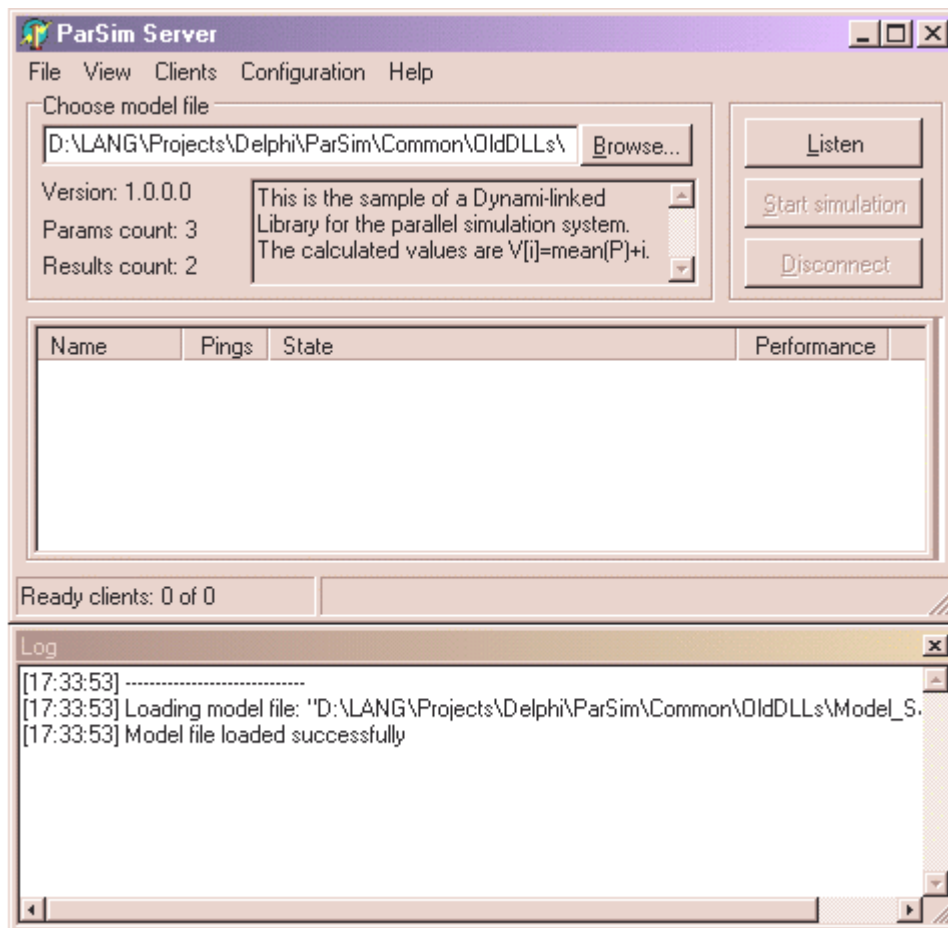 ParSim Server
File View Clients Configuration Help
Choose model file
D:\LANG\Projects\Delphi\ParSim\Common\OldDLLs\
Browse...
Version: 1.0.0.0
Params count: 3
Results count: 2
This is the sample of a Dynami-linked
Library for the parallel simulation system.
The calculated values are V[i]=mean(P)+i.
Listen
Start simulation
Disconnect
Name Pings State Performance
Ready clients: 0 of 0
Log
[17:33:53] ------------------------------
[17:33:53] Loading model file: "D:\LANG\Projects\Delphi\ParSim\Common\OldDLLs\Model_S
[17:33:53] Model file loaded successfully